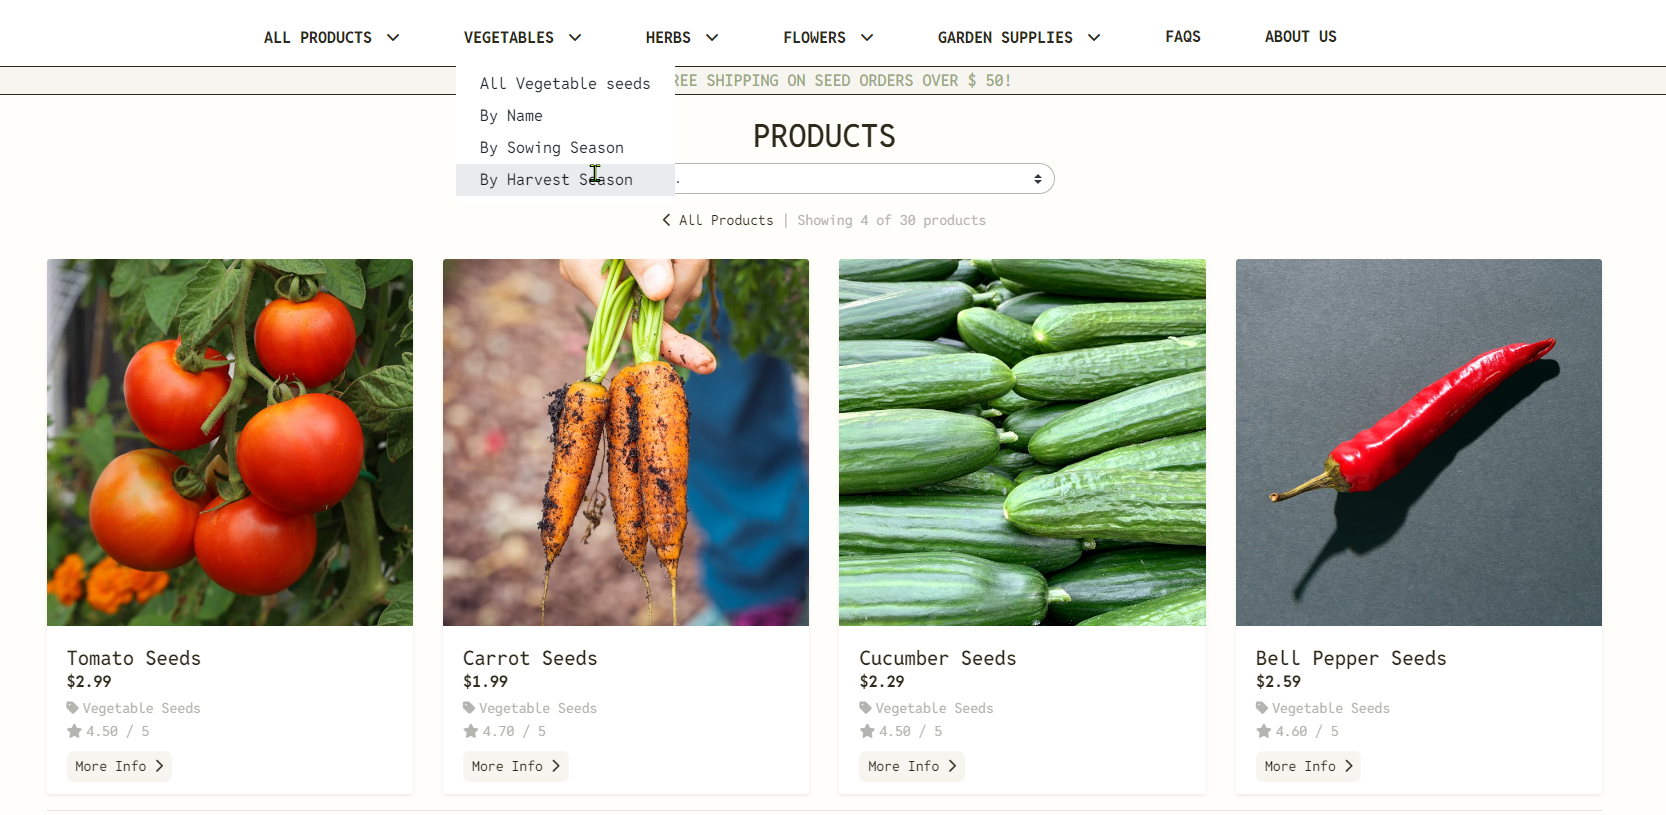 ALL PRODUCTS VEGETABLES HERBS FLOWERS GARDEN SUPPLIES FAQS ABOUT US
All Vegetable seeds
By Name
By Sowing Season
By Harvest Season
SHIPPING ON SEED ORDERS OVER $ 50!
PRODUCTS
All Products | Showing 4 of 30 products
Tomato Seeds
$2.99
Vegetable Seeds
4.50 / 5
More Info
Carrot Seeds
$1.99
Vegetable Seeds
4.70 / 5
More Info
Cucumber Seeds
$2.29
Vegetable Seeds
4.50 / 5
More Info
Bell Pepper Seeds
$2.59
Vegetable Seeds
4.60 / 5
More Info